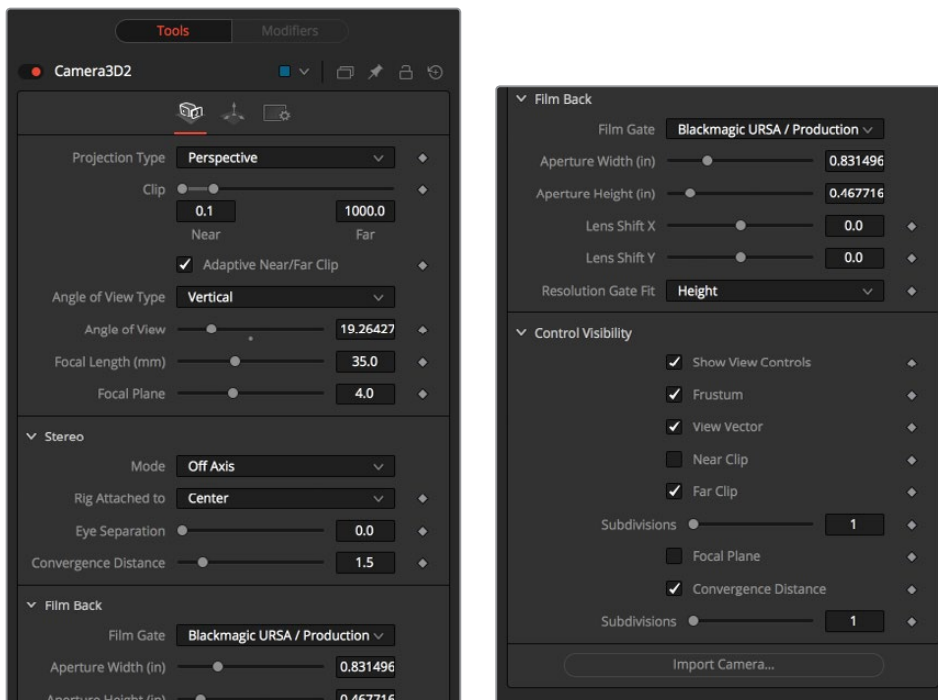 Tools Modifiers
Camera3D2
Projection Type Perspective
Clip
0.1 1000.0
Near Far
Adaptive Near/Far Clip
Angle of View Type Vertical
Angle of View 19.26427
Focal Length (mm) 35.0
Focal Plane 4.0
Stereo
Mode Off Axis
Rig Attached to Center
Eye Separation 0.0
Convergence Distance 1.5
Film Back
Film Gate Blackmagic URSA / Production
Aperture Width (in) 0.831496
Aperture Height (in) 0.467716
Film Back
Film Gate Blackmagic URSA / Production
Aperture Width (in) 0.831496
Aperture Height (in) 0.467716
Lens Shift X 0.0
Lens Shift Y 0.0
Resolution Gate Fit Height
Control Visibility
Show View Controls
Frustum
View Vector
Near Clip
Far Clip
Subdivisions 1
Focal Plane
Convergence Distance
Subdivisions 1
Import Camera...